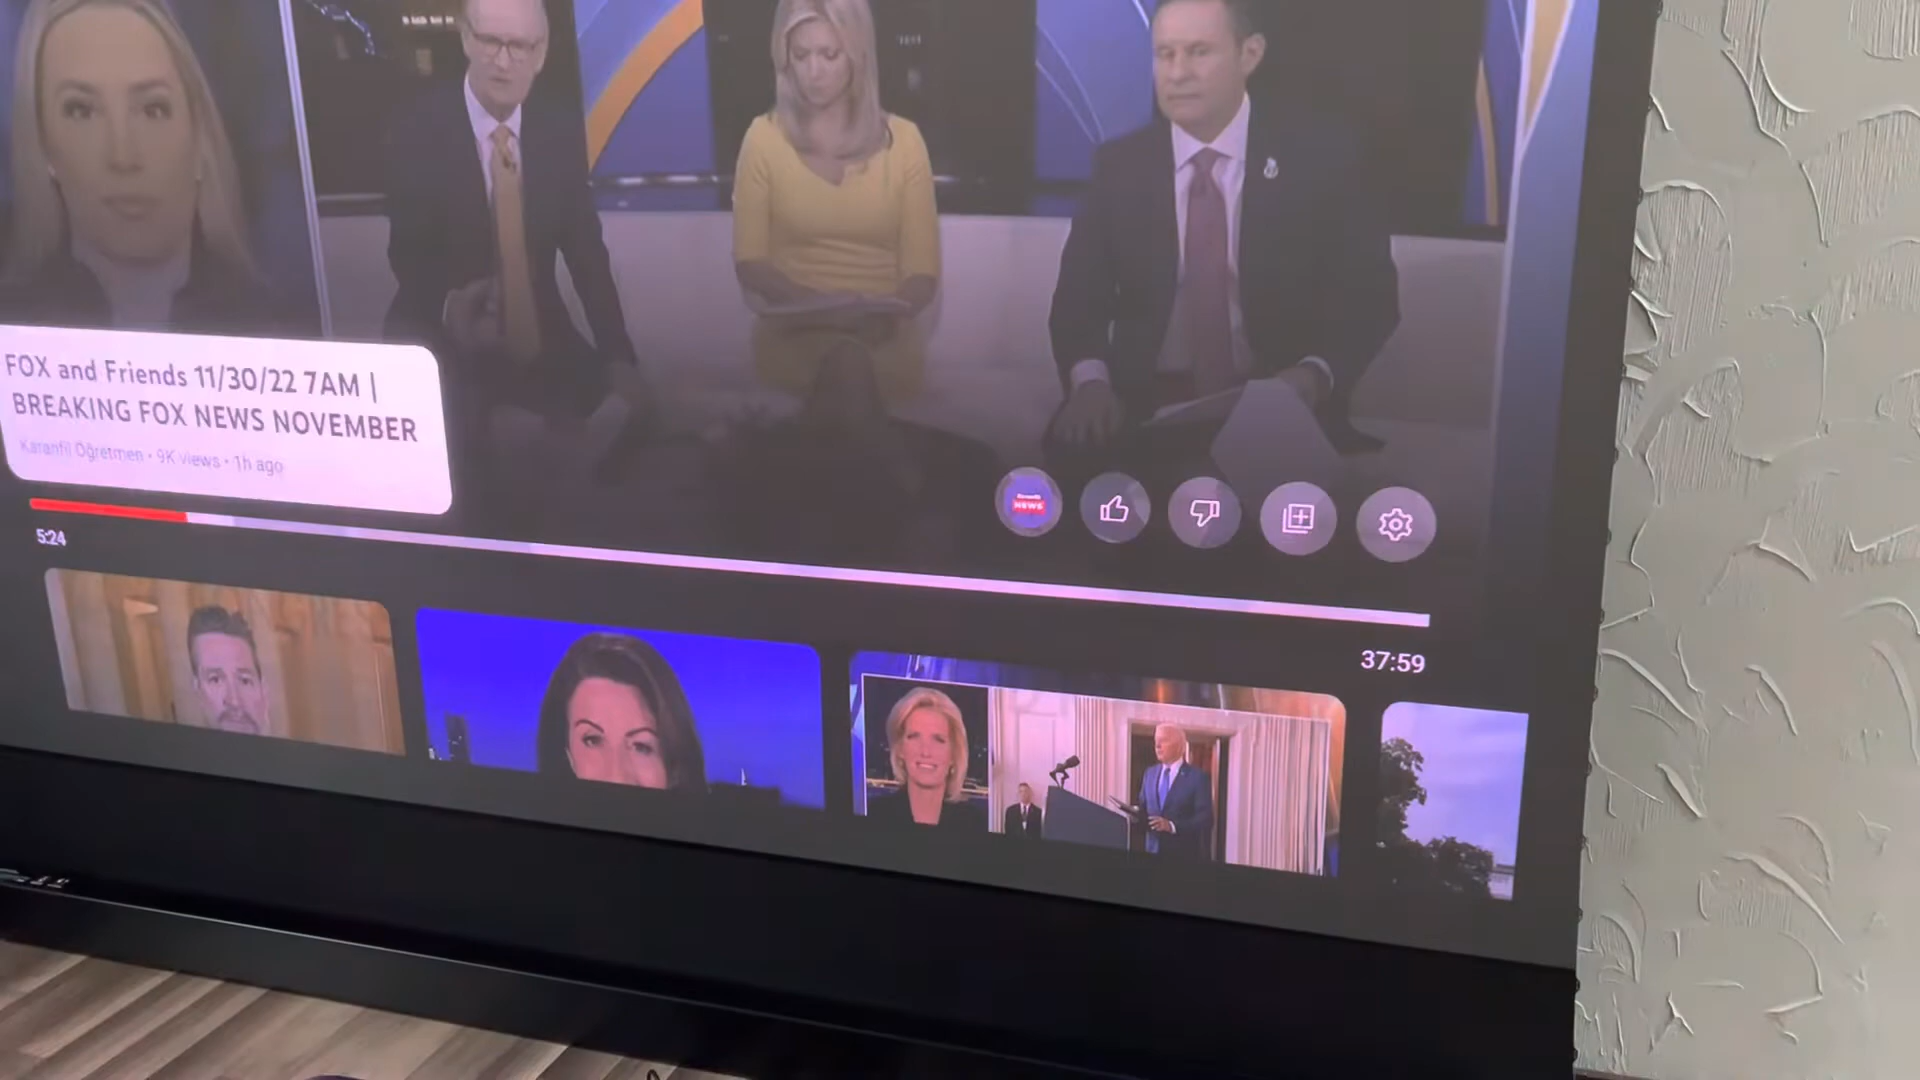 FOX and Friends 11/30/22 7AM |
BREAKING FOX NEWS NOVEMBER
Karanfil Öğretmen • 9K views • 1h ago
NEWS
5:24
37:59